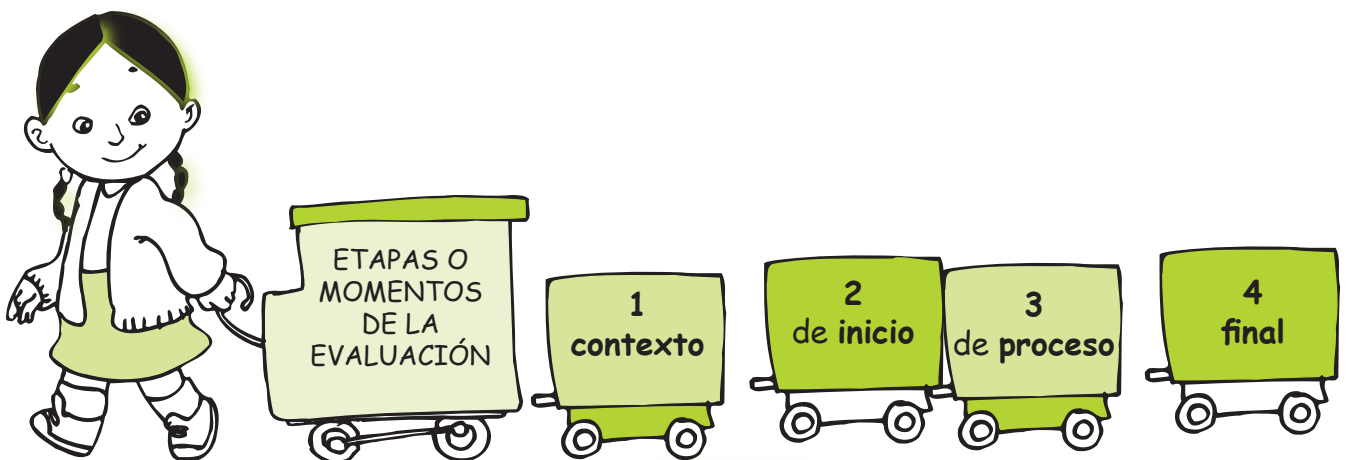 ETAPAS O
MOMENTOS
DE LA
EVALUACIÓN
1
contexto
2
de inicio
3
de proceso
4
final